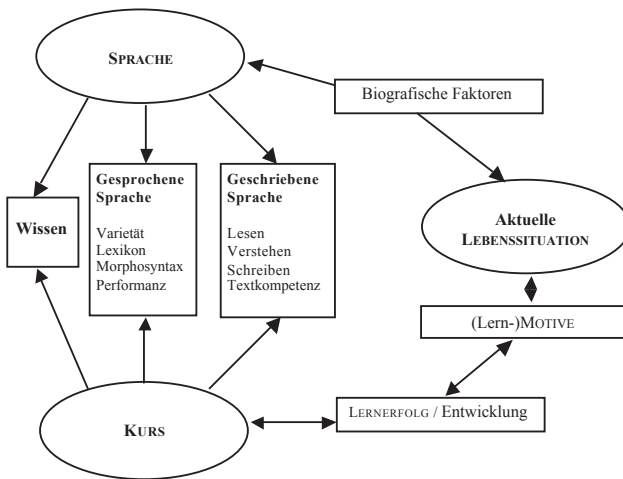 SPRACHE
Biografische Faktoren
Wissen
Gesprochene
Sprache
Varietät
Lexikon
Morphosyntax
Performanz
Geschriebene
Sprache
Lesen
Verstehen
Schreiben
Textkompetenz
Aktuelle
LEBENSSITUATION
(Lern-)MOTIVE
LERNERFOLG / Entwicklung
KURS